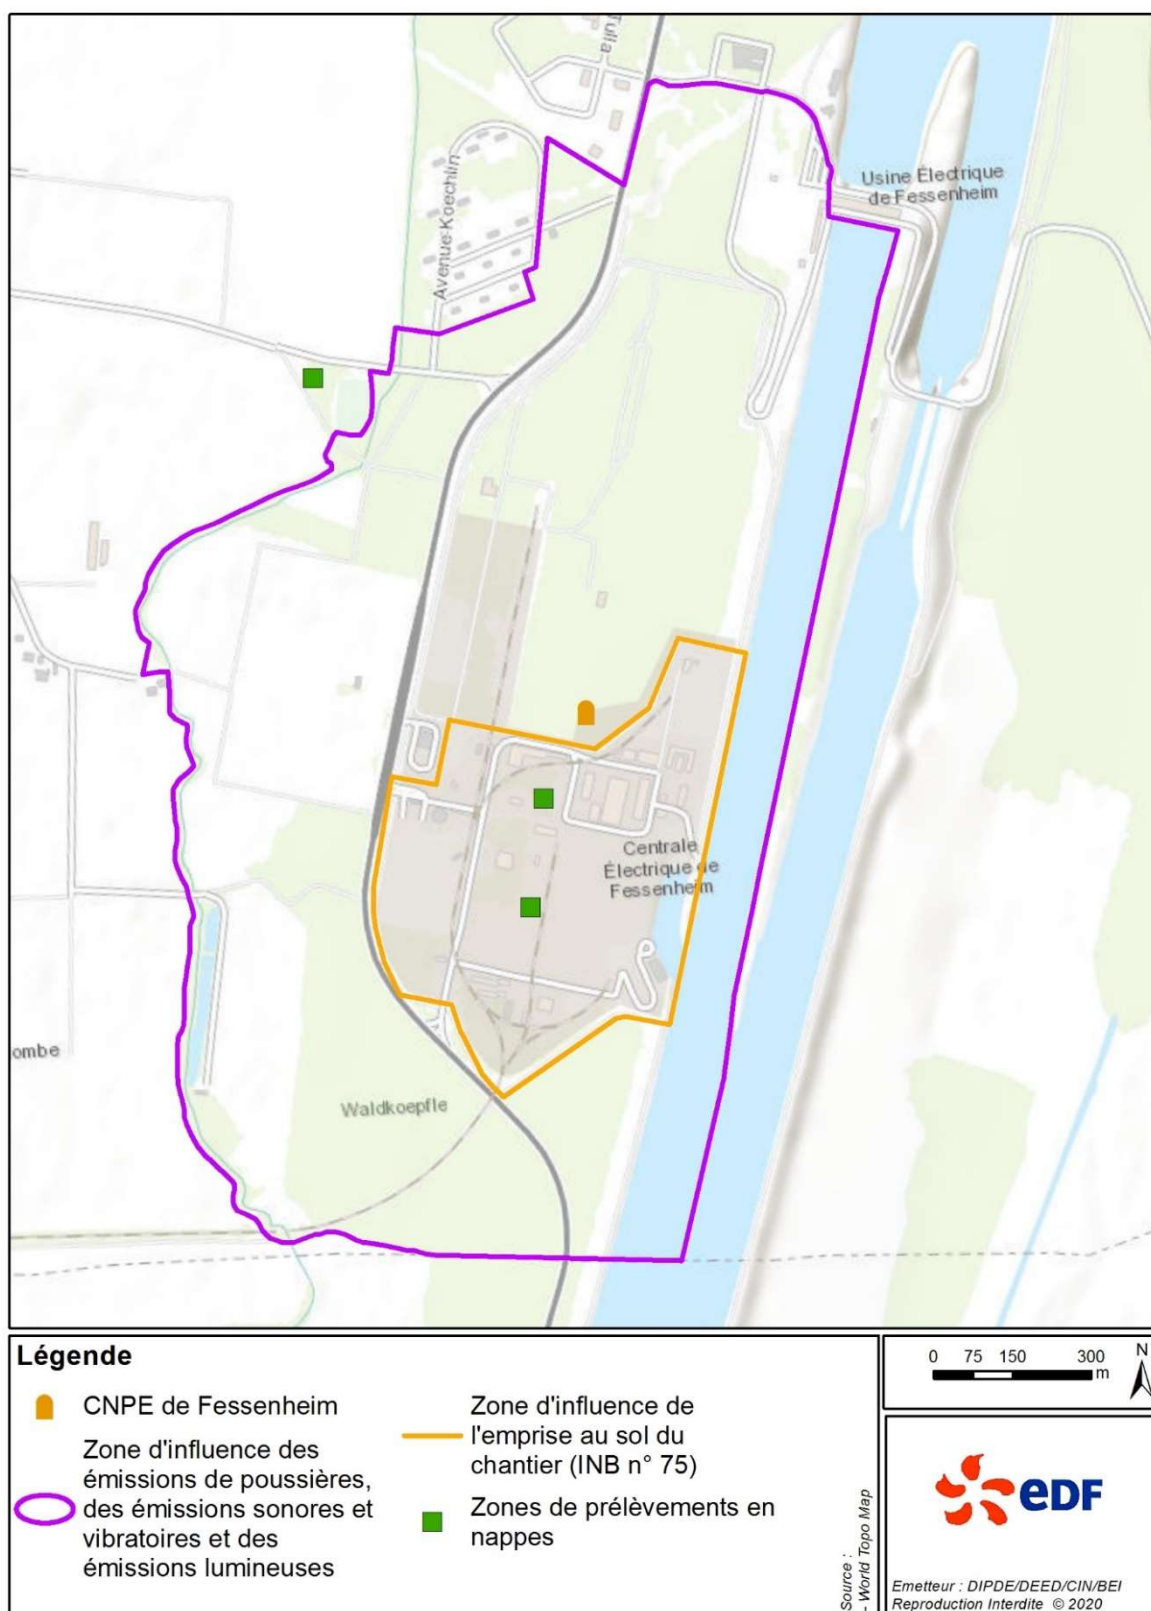 Tulla
Avenue Koechlin
Usine Électrique
de Fessenheim
Centrale
Électrique de
Fessenheim
ombe
Waldkoepfle
Légende
CNPE de Fessenheim
Zone d'influence des
émissions de poussières,
des émissions sonores et
vibratoires et des
émissions lumineuses
Zone d'influence de
l'emprise au sol du
chantier (INB n° 75)
Zones de prélèvements en
nappes
Source :
- World Topo Map
0 75 150 300
m
N
eDF
Emetteur : DIPDE/DEED/CIN/BEI
Reproduction Interdite © 2020